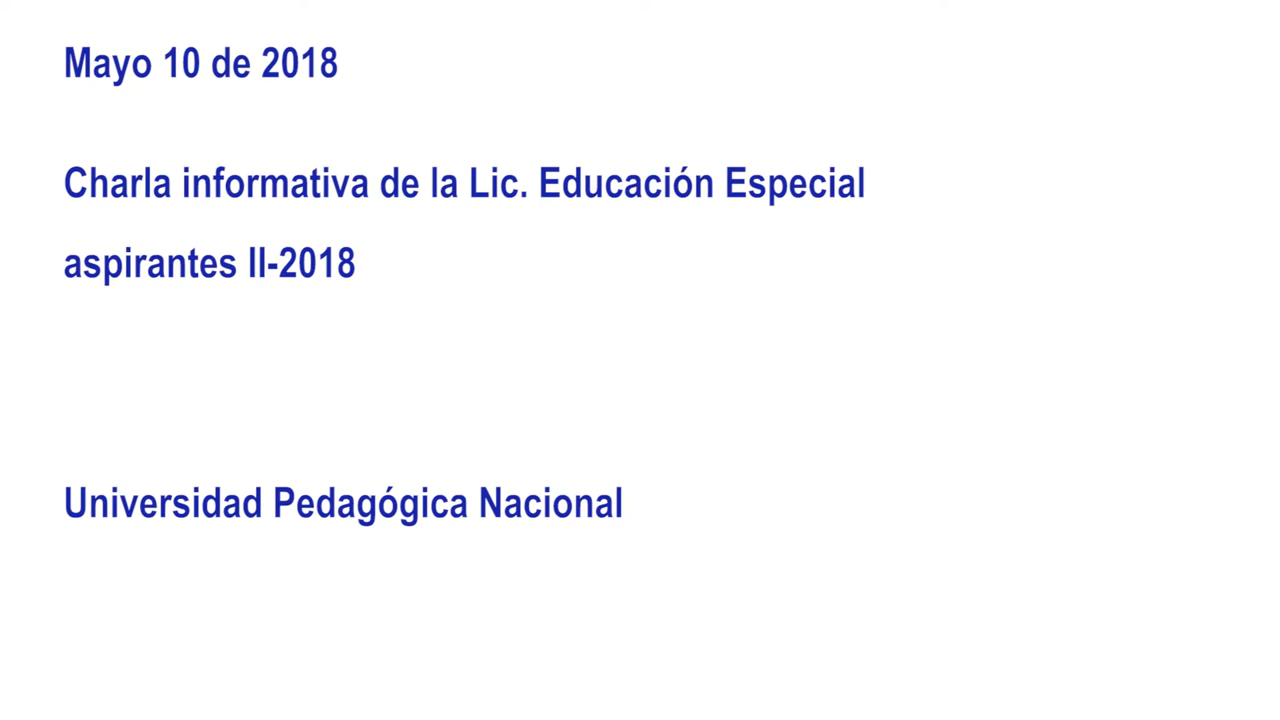 Mayo 10 de 2018
Charla informativa de la Lic. Educación Especial
aspirantes II-2018
Universidad Pedagógica Nacional